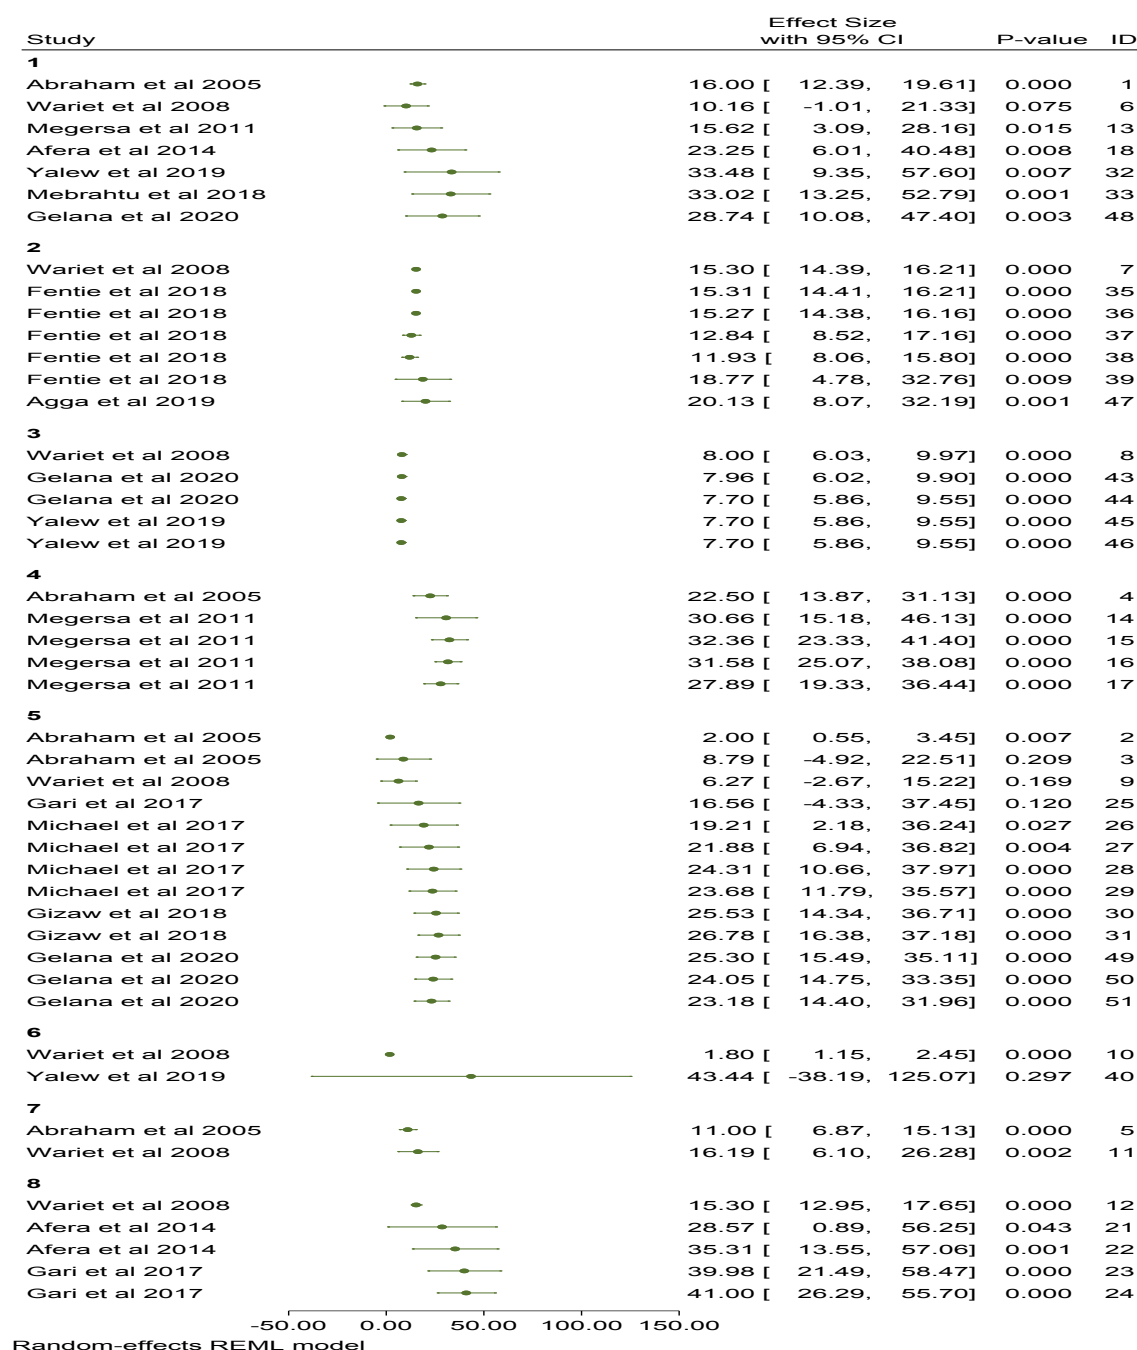 Effect Size
Study with 95% CI P-value ID
1
Abraham et al 2005 16.00 [ 12.39, 19.61] 0.000 1
Wariet et al 2008 10.16 [ -1.01, 21.33] 0.075 6
Megersa et al 2011 15.62 [ 3.09, 28.16] 0.015 13
Afera et al 2014 23.25 [ 6.01, 40.48] 0.008 18
Yalew et al 2019 33.48 [ 9.35, 57.60] 0.007 32
Mebrahtu et al 2018 33.02 [ 13.25, 52.79] 0.001 33
Gelana et al 2020 28.74 [ 10.08, 47.40] 0.003 48
2
Wariet et al 2008 15.30 [ 14.39, 16.21] 0.000 7
Fentie et al 2018 15.31 [ 14.41, 16.21] 0.000 35
Fentie et al 2018 15.27 [ 14.38, 16.16] 0.000 36
Fentie et al 2018 12.84 [ 8.52, 17.16] 0.000 37
Fentie et al 2018 11.93 [ 8.06, 15.80] 0.000 38
Fentie et al 2018 18.77 [ 4.78, 32.76] 0.009 39
Agga et al 2019 20.13 [ 8.07, 32.19] 0.001 47
3
Wariet et al 2008 8.00 [ 6.03, 9.97] 0.000 8
Gelana et al 2020 7.96 [ 6.02, 9.90] 0.000 43
Gelana et al 2020 7.70 [ 5.86, 9.55] 0.000 44
Yalew et al 2019 7.70 [ 5.86, 9.55] 0.000 45
Yalew et al 2019 7.70 [ 5.86, 9.55] 0.000 46
4
Abraham et al 2005 22.50 [ 13.87, 31.13] 0.000 4
Megersa et al 2011 30.66 [ 15.18, 46.13] 0.000 14
Megersa et al 2011 32.36 [ 23.33, 41.40] 0.000 15
Megersa et al 2011 31.58 [ 25.07, 38.08] 0.000 16
Megersa et al 2011 27.89 [ 19.33, 36.44] 0.000 17
5
Abraham et al 2005 2.00 [ 0.55, 3.45] 0.007 2
Abraham et al 2005 8.79 [ -4.92, 22.51] 0.209 3
Wariet et al 2008 6.27 [ -2.67, 15.22] 0.169 9
Gari et al 2017 16.56 [ -4.33, 37.45] 0.120 25
Michael et al 2017 19.21 [ 2.18, 36.24] 0.027 26
Michael et al 2017 21.88 [ 6.94, 36.82] 0.004 27
Michael et al 2017 24.31 [ 10.66, 37.97] 0.000 28
Michael et al 2017 23.68 [ 11.79, 35.57] 0.000 29
Gizaw et al 2018 25.53 [ 14.34, 36.71] 0.000 30
Gizaw et al 2018 26.78 [ 16.38, 37.18] 0.000 31
Gelana et al 2020 25.30 [ 15.49, 35.11] 0.000 49
Gelana et al 2020 24.05 [ 14.75, 33.35] 0.000 50
Gelana et al 2020 23.18 [ 14.40, 31.96] 0.000 51
6
Wariet et al 2008 1.80 [ 1.15, 2.45] 0.000 10
Yalew et al 2019 43.44 [ -38.19, 125.07] 0.297 40
7
Abraham et al 2005 11.00 [ 6.87, 15.13] 0.000 5
Wariet et al 2008 16.19 [ 6.10, 26.28] 0.002 11
8
Wariet et al 2008 15.30 [ 12.95, 17.65] 0.000 12
Afera et al 2014 28.57 [ 0.89, 56.25] 0.043 21
Afera et al 2014 35.31 [ 13.55, 57.06] 0.001 22
Gari et al 2017 39.98 [ 21.49, 58.47] 0.000 23
Gari et al 2017 41.00 [ 26.29, 55.70] 0.000 24
-50.00 0.00 50.00 100.00 150.00
Random-effects REML model